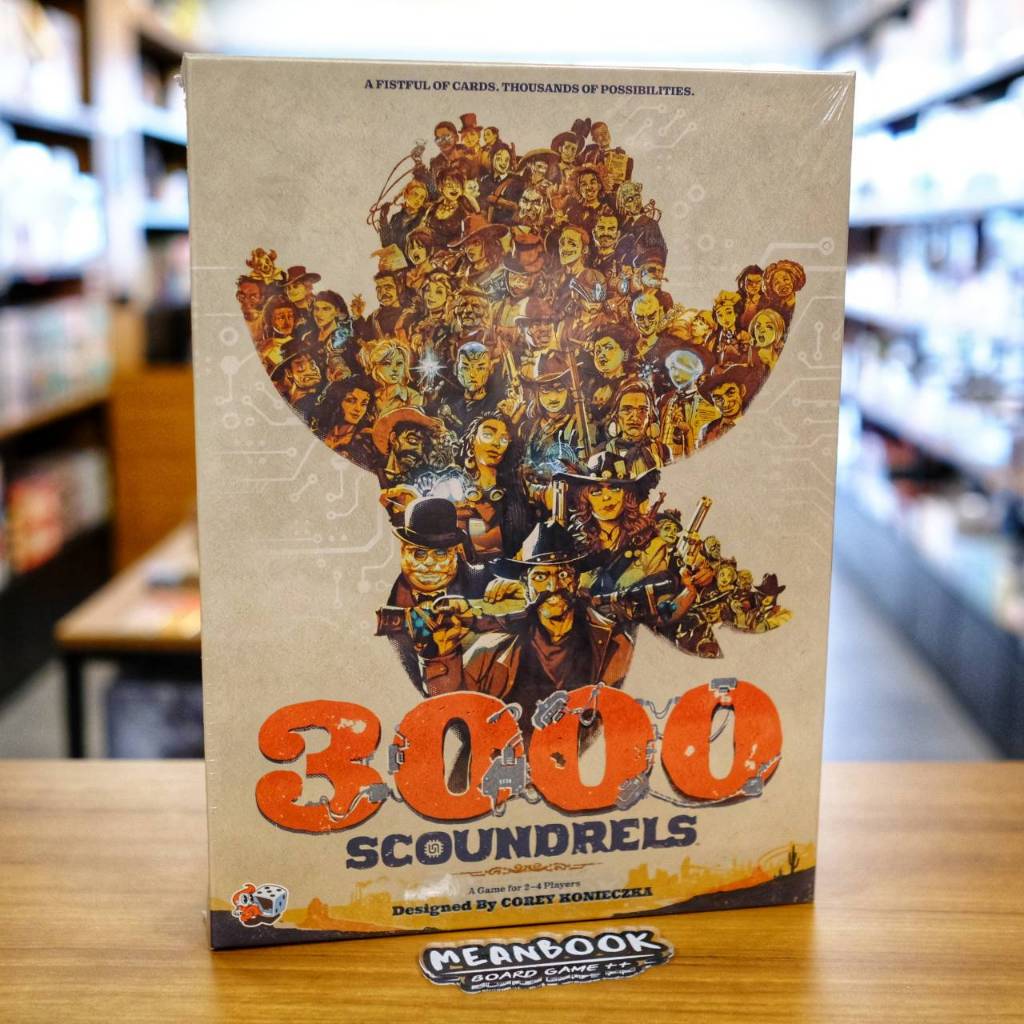 A FISTFUL OF CARDS. THOUSANDS OF POSSIBILITIES.
3000
SCOUNDRELS
A Game for 2–4 Players
Designed By COREY KONIECZKA
MEANBOOK
BOARD GAME ++